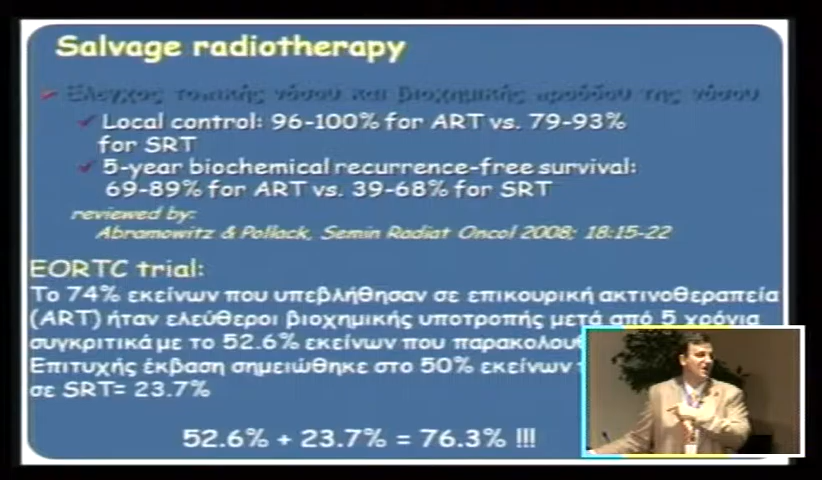 Salvage radiotherapy
Ελεγχος τοπικής νόσου και βιοχημικής προόδου της νόσου
Local control: 96-100% for ART vs. 79-93%
for SRT
5-year biochemical recurrence-free survival:
69-89% for ART vs. 39-68% for SRT
reviewed by:
Abramowitz & Pollack, Semin Radiat Oncol 2008; 18:15-22
EORTC trial:
Το 74% εκείνων που υπεβλήθησαν σε επικουρική ακτινοθεραπεία
(ART) ήταν ελεύθεροι βιοχημικής υποτροπής μετά από 5 χρόνια
συγκριτικά με το 52.6% εκείνων που
Επιτυχής έκβαση σημειώθηκε στο 50% εκείνων
σε SRT= 23.7%
52.6% + 23.7% = 76.3% !!!